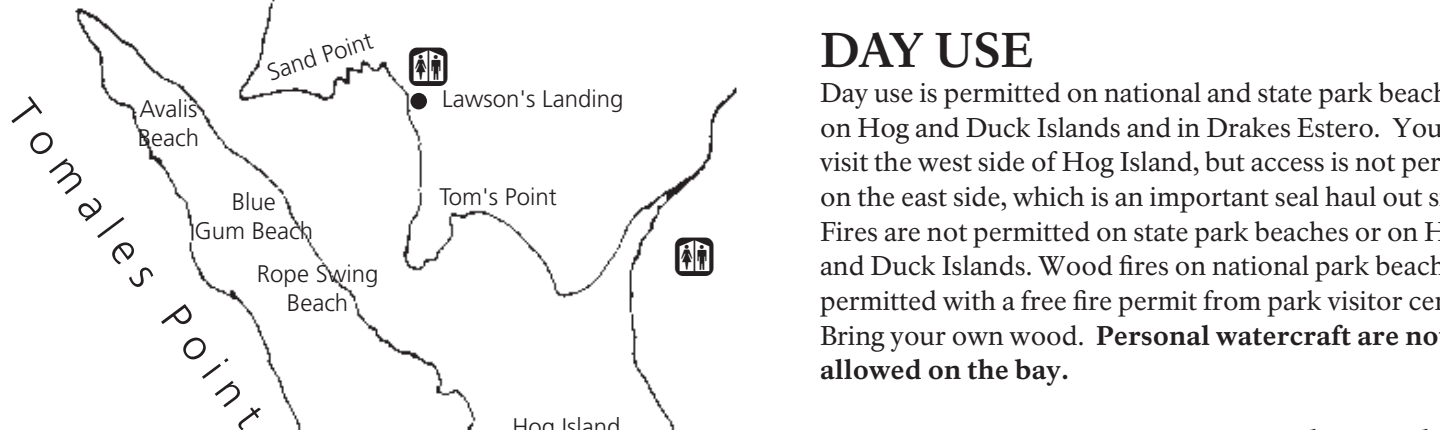 Sand Point
Lawson's Landing
Avalis
Beach
Tomales Point
Tom's Point
Blue
Gum Beach
Rope Swing
Beach
Hog Island
DAY USE
Day use is permitted on national and state park beach
on Hog and Duck Islands and in Drakes Estero. You
visit the west side of Hog Island, but access is not per
on the east side, which is an important seal haul out s
Fires are not permitted on state park beaches or on H
and Duck Islands. Wood fires on national park beach
permitted with a free fire permit from park visitor cen
Bring your own wood. Personal watercraft are no
allowed on the bay.